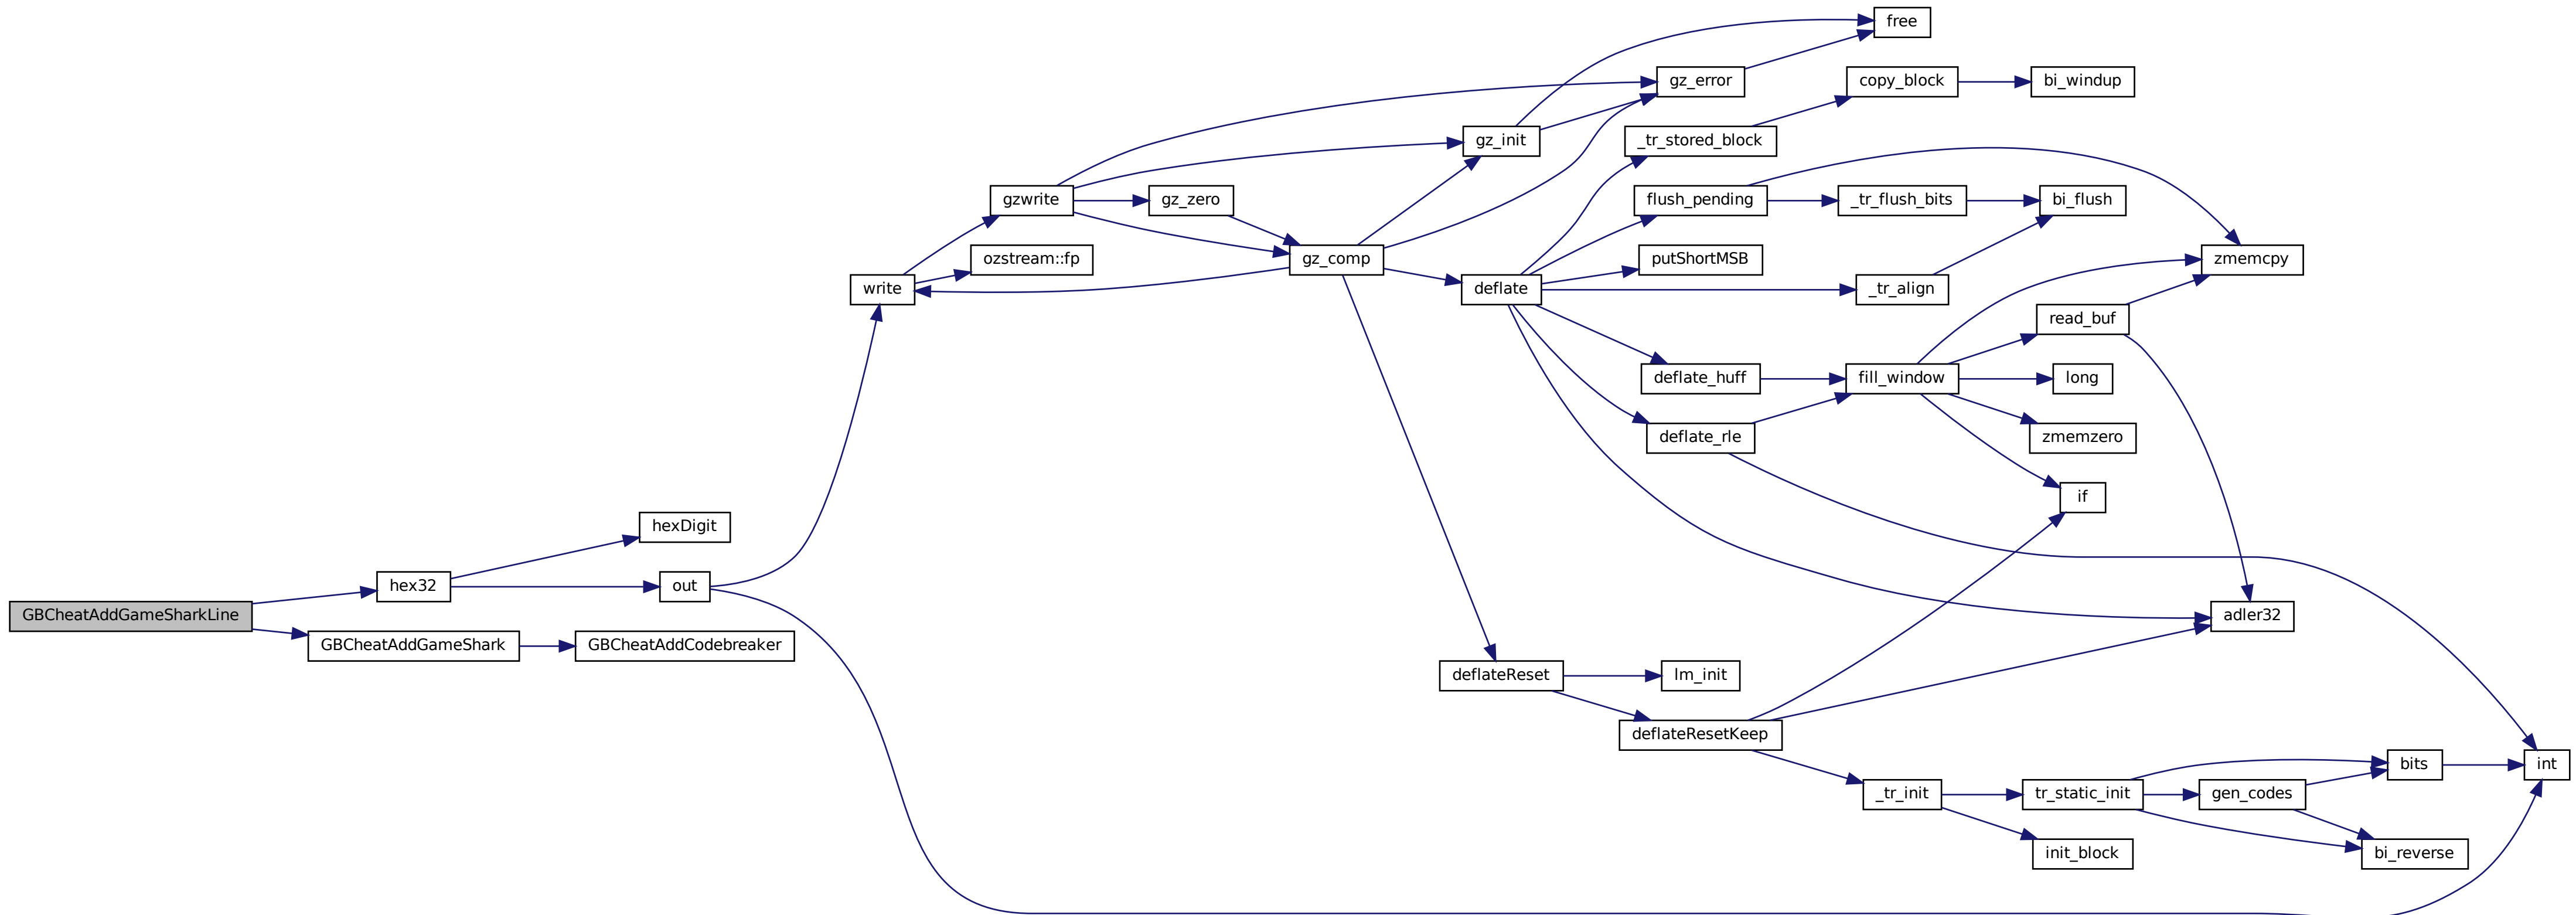 GBCheatAddGameSharkLine
hex32
GBCheatAddGameShark
hexDigit
out
GBCheatAddCodebreaker
write
gzwrite
ozstream::fp
gz_zero
gz_comp
gz_init
deflate
deflateReset
free
gz_error
_tr_stored_block
copy_block
bi_windup
flush_pending
_tr_flush_bits
bi_flush
putShortMSB
_tr_align
zmemcpy
read_buf
deflate_huff
fill_window
long
deflate_rle
zmemzero
if
adler32
lm_init
deflateResetKeep
_tr_init
tr_static_init
gen_codes
bits
int
init_block
bi_reverse